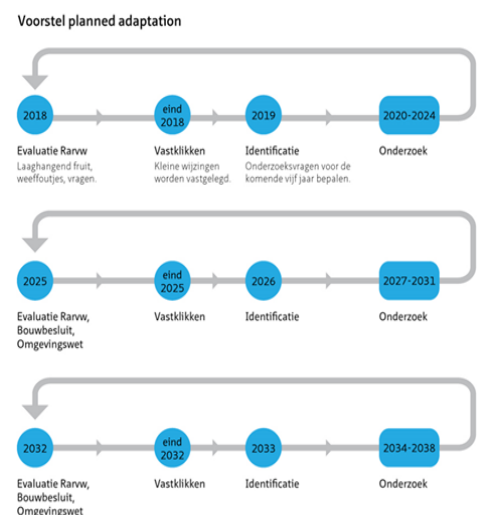 Voorstel planned adaptation
2018
eind
2018
2019
2020-2024
Evaluatie Rarvw
Laaghangend fruit,
weeffoutjes, vragen.
Vastklikken
Kleine wijzingen
worden vastgelegd.
Identificatie
Onderzoeksvragen voor de
komende vijf jaar bepalen.
Onderzoek
2025
eind
2025
2026
2027-2031
Evaluatie Rarvw,
Bouwbesluit,
Omgevingswet
Vastklikken
Identificatie
Onderzoek
2032
eind
2032
2033
2034-2038
Evaluatie Rarvw,
Bouwbesluit,
Omgevingswet
Vastklikken
Identificatie
Onderzoek